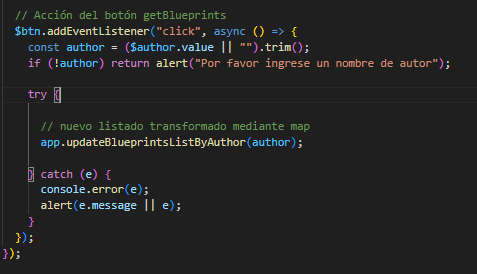 // Acción del botón getBlueprints
$btn.addEventListener("click", async () => {
const author = ($author.value || "").trim();
if (!author) return alert("Por favor ingrese un nombre de autor");
try {
// nuevo listado transformado mediante map
app.updateBlueprintsListByAuthor(author);
} catch (e) {
console.error(e);
alert(e.message || e);
}
});
});